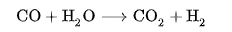 CO + H₂O ⟶ CO₂ + H₂